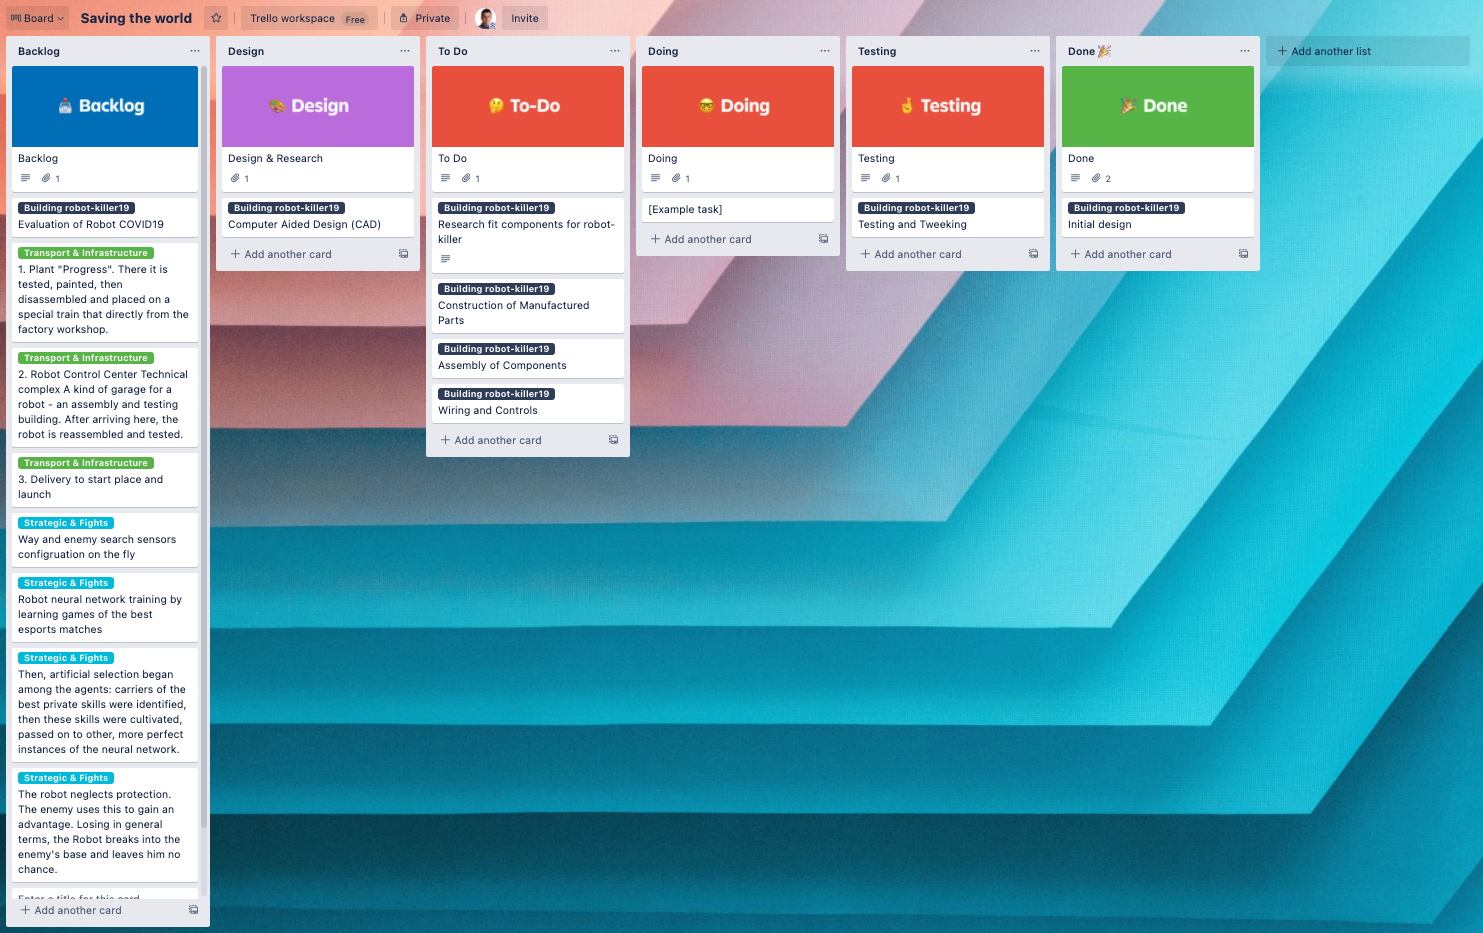 Board
Saving the world
Trello workspace Free
Private
Invite
Backlog
Backlog
Backlog
1
Building robot-killer19
Evaluation of Robot COVID19
Transport & Infrastructure
1. Plant "Progress". There it is
tested, painted, then
disassembled and placed on a
special train that directly from the
factory workshop.
Transport & Infrastructure
2. Robot Control Center Technical
complex A kind of garage for a
robot - an assembly and testing
building. After arriving here, the
robot is reassembled and tested.
Transport & Infrastructure
3. Delivery to start place and
launch
Strategic & Fights
Way and enemy search sensors
configruation on the fly
Strategic & Fights
Robot neural network training by
learning games of the best
esports matches
Strategic & Fights
Then, artificial selection began
among the agents: carriers of the
best private skills were identified,
then these skills were cultivated,
passed on to other, more perfect
instances of the neural network.
Strategic & Fights
The robot neglects protection.
The enemy uses this to gain an
advantage. Losing in general
terms, the Robot breaks into the
enemy's base and leaves him no
chance.
Enter a title for this card
Add another card
Design
Design
Design & Research
1
Building robot-killer19
Computer Aided Design (CAD)
Add another card
To Do
To-Do
To Do
1
Building robot-killer19
Research fit components for robot-
killer
Building robot-killer19
Construction of Manufactured
Parts
Building robot-killer19
Assembly of Components
Building robot-killer19
Wiring and Controls
Add another card
Doing
Doing
Doing
1
[Example task]
Add another card
Testing
Testing
Testing
1
Building robot-killer19
Testing and Tweeking
Add another card
Done
Done
Done
2
Building robot-killer19
Initial design
Add another card
Add another list